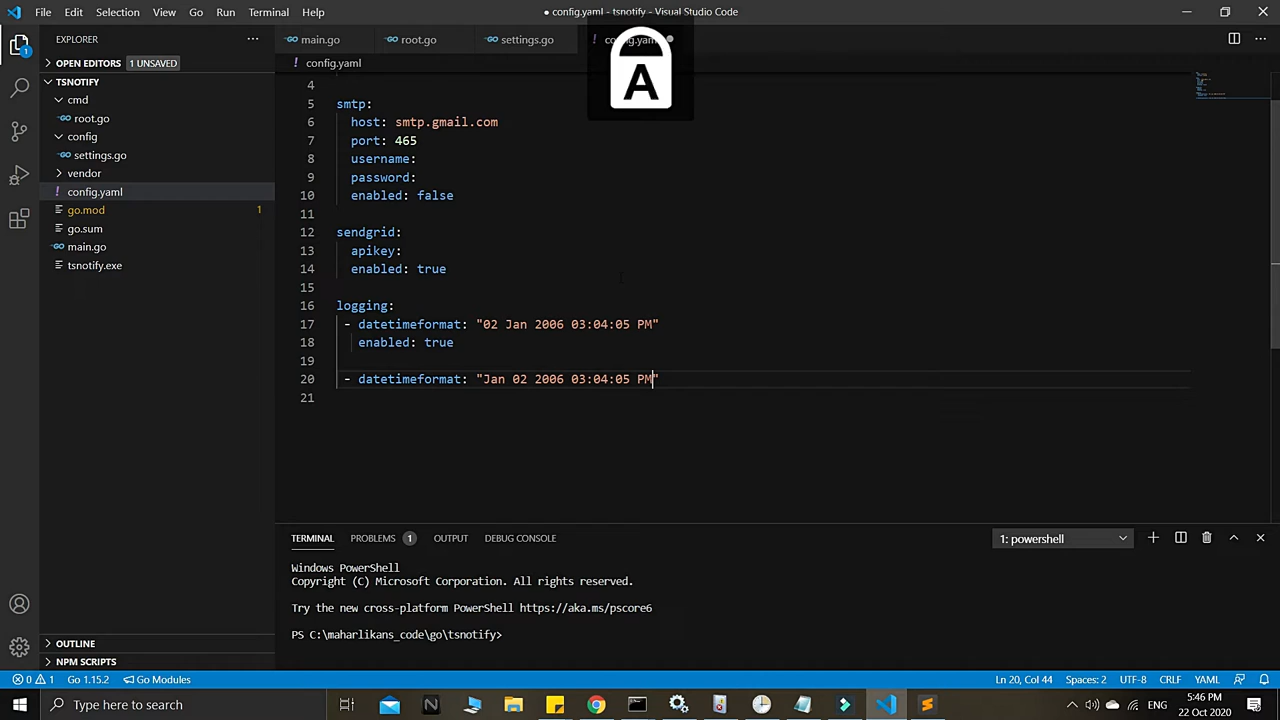 File Edit Selection View Go Run Terminal Help
● config.yaml - tsnotify - Visual Studio Code
EXPLORER
main.go
root.go
settings.go
A
OPEN EDITORS 1 UNSAVED
TSNOTIFY
cmd
root.go
config
settings.go
vendor
! config.yaml
go.mod 1
go.sum
main.go
tsnotify.exe
OUTLINE
NPM SCRIPTS
! config.yaml
4
5 smtp:
6 host: smtp.gmail.com
7 port: 465
8 username:
9 password:
10 enabled: false
11
12 sendgrid:
13 apikey:
14 enabled: true
15
16 logging:
17 - datetimeformat: "02 Jan 2006 03:04:05 PM"
18 enabled: true
19
20 - datetimeformat: "Jan 02 2006 03:04:05 PM"
21
TERMINAL PROBLEMS 1 OUTPUT DEBUG CONSOLE
1: powershell
Windows PowerShell
Copyright (C) Microsoft Corporation. All rights reserved.
Try the new cross-platform PowerShell https://aka.ms/pscore6
PS C:\maharlikans_code\go\tsnotify>
0 1 Go 1.15.2 Go Modules
Ln 20, Col 44 Spaces: 2 UTF-8 CRLF YAML
Type here to search
ENG
5:46 PM
22 Oct 2020